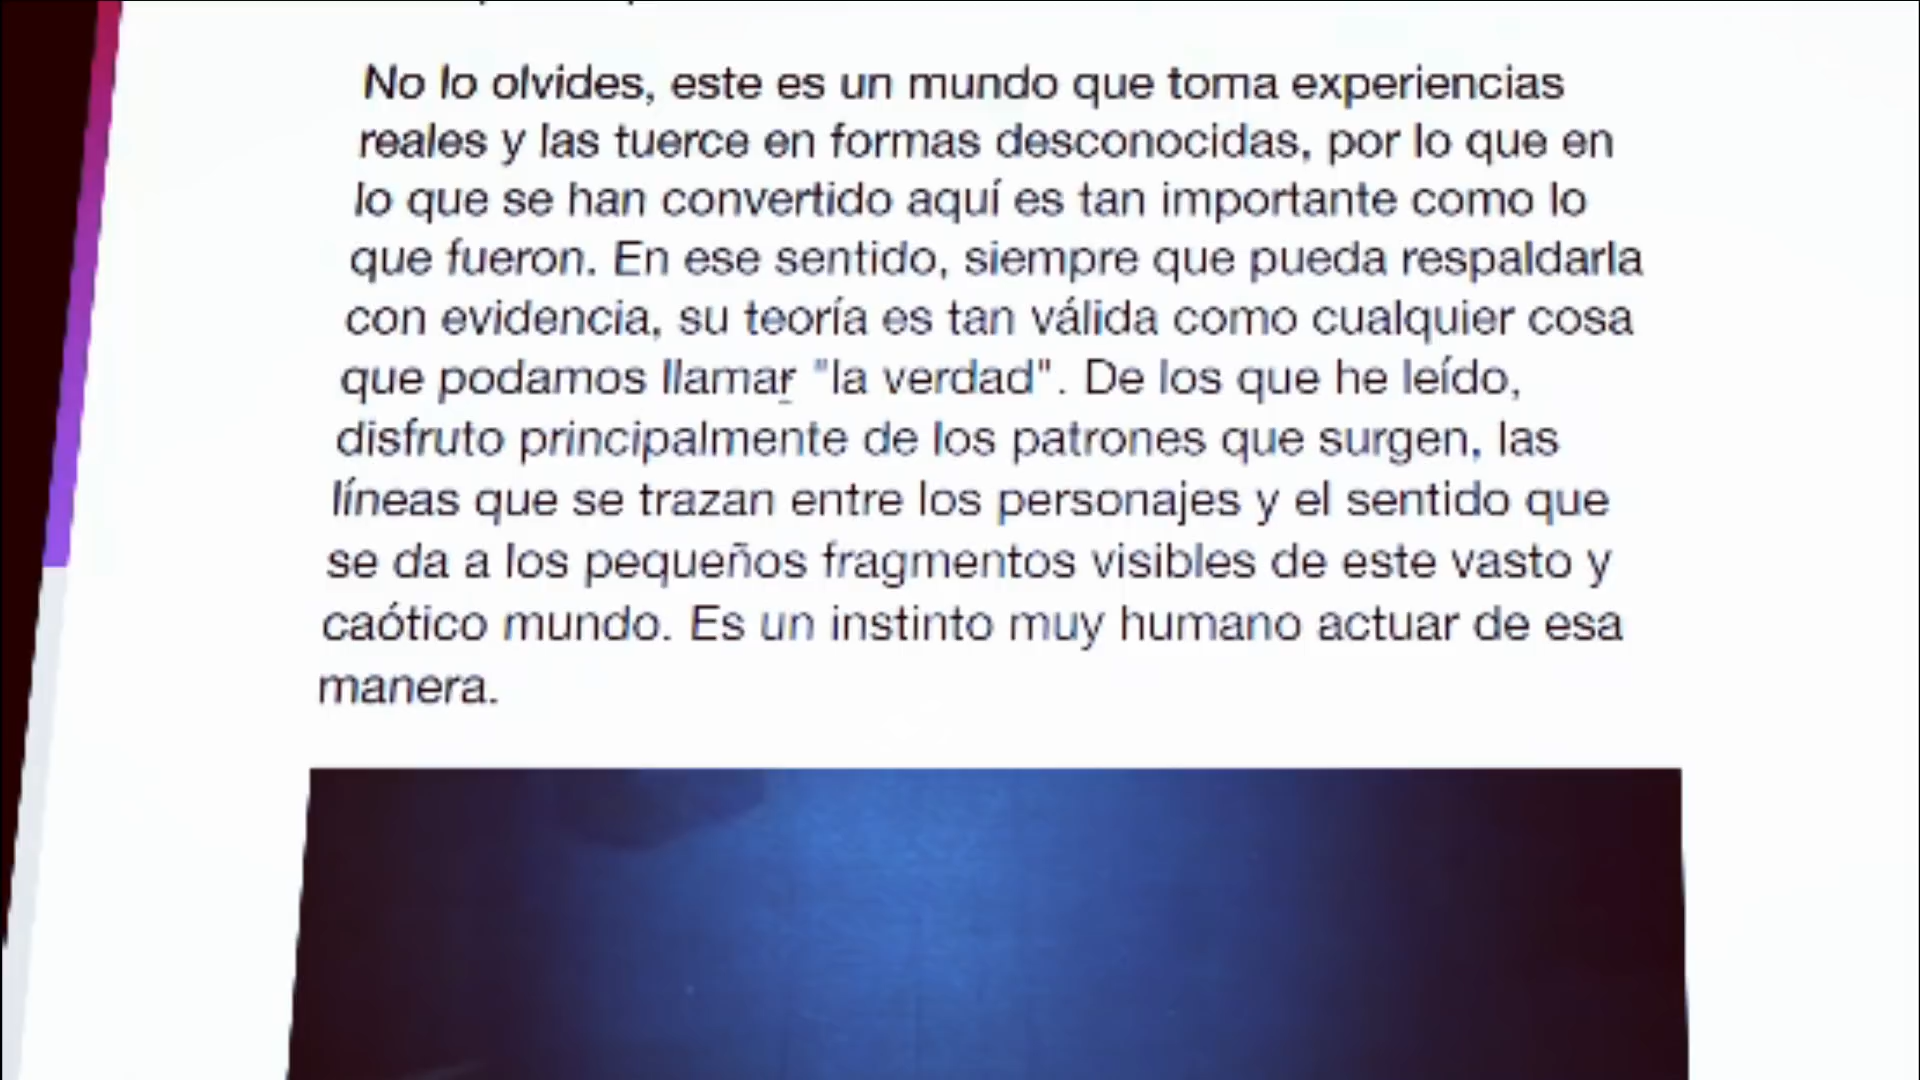 No lo olvides, este es un mundo que toma experiencias
reales y las tuerce en formas desconocidas, por lo que en
lo que se han convertido aquí es tan importante como lo
que fueron. En ese sentido, siempre que pueda respaldarla
con evidencia, su teoría es tan válida como cualquier cosa
que podamos llamar "la verdad". De los que he leído,
disfruto principalmente de los patrones que surgen, las
líneas que se trazan entre los personajes y el sentido que
se da a los pequeños fragmentos visibles de este vasto y
caótico mundo. Es un instinto muy humano actuar de esa
manera.